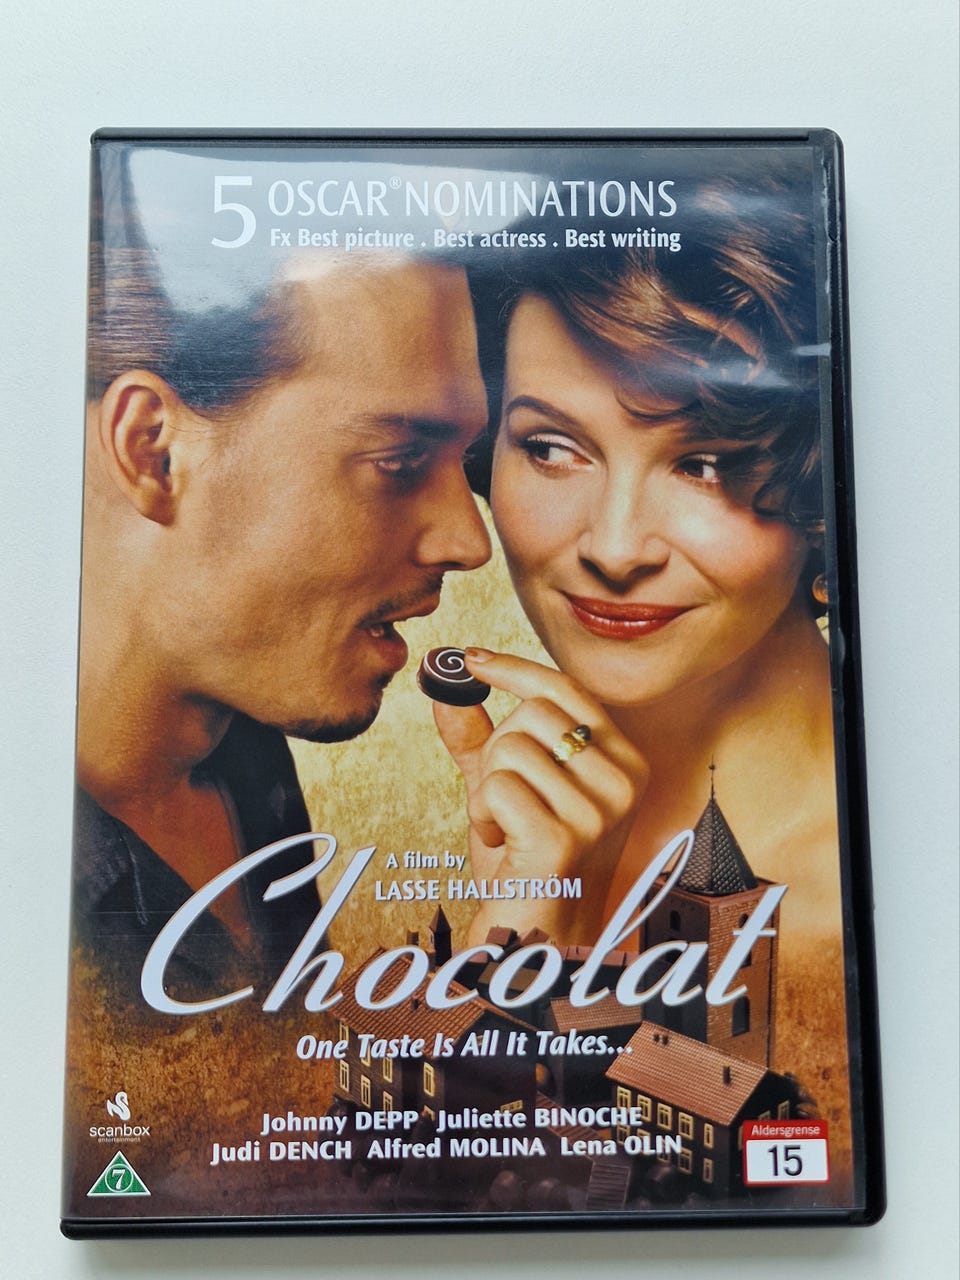 5 OSCAR® NOMINATIONS
Fx Best picture . Best actress . Best writing
A film by
LASSE HALLSTRÖM
Chocolat
One Taste Is All It Takes...
Johnny DEPP Juliette BINOCHE
Judi DENCH Alfred MOLINA Lena OLIN
scanbox
entertainment
7
Aldersgrense
15